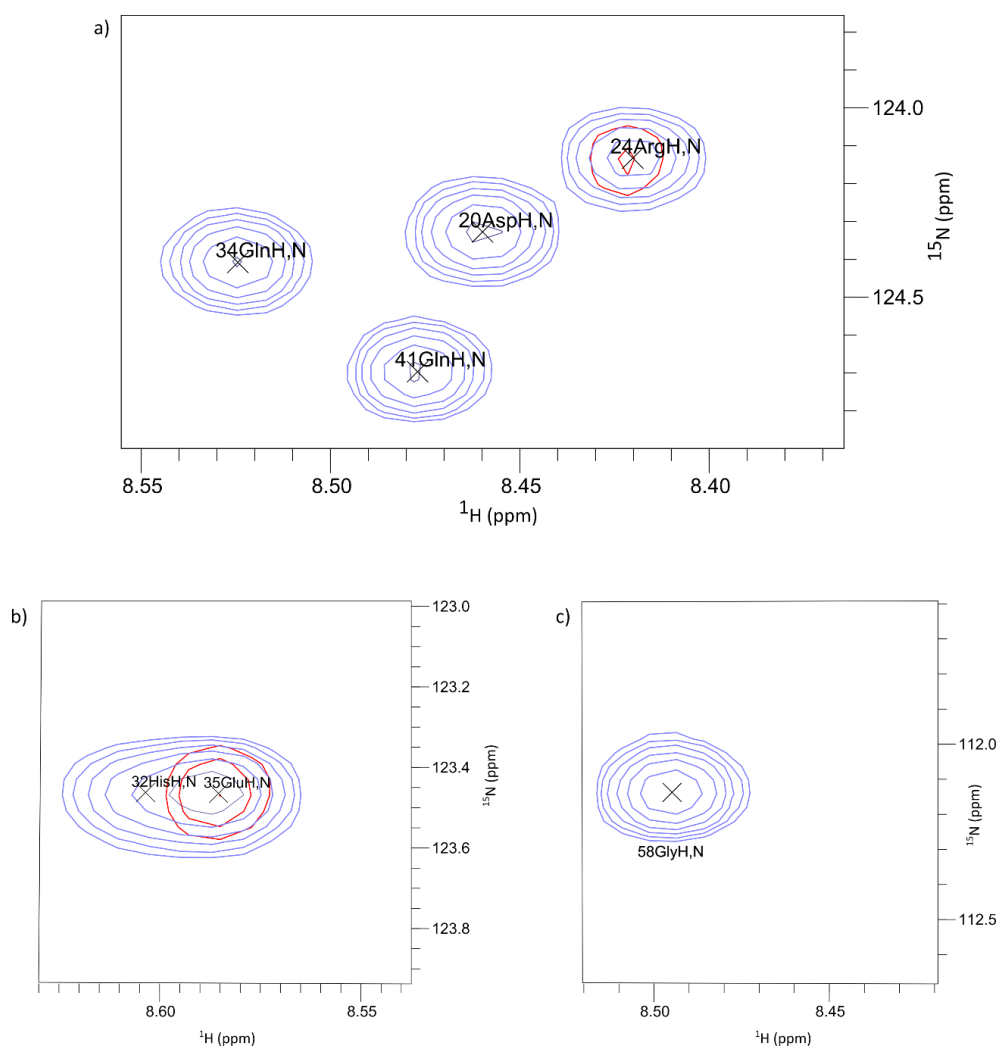 a)
24ArgH,N
20AspH,N
34GlnH,N
41GlnH,N
124.0
124.5
15N (ppm)
8.55
8.50
8.45
8.40
1H (ppm)
b)
32HisH,N
35GluH,N
123.0
123.2
123.4
123.6
123.8
15N (ppm)
8.60
8.55
1H (ppm)
c)
58GlyH,N
112.0
112.5
15N (ppm)
8.50
8.45
1H (ppm)